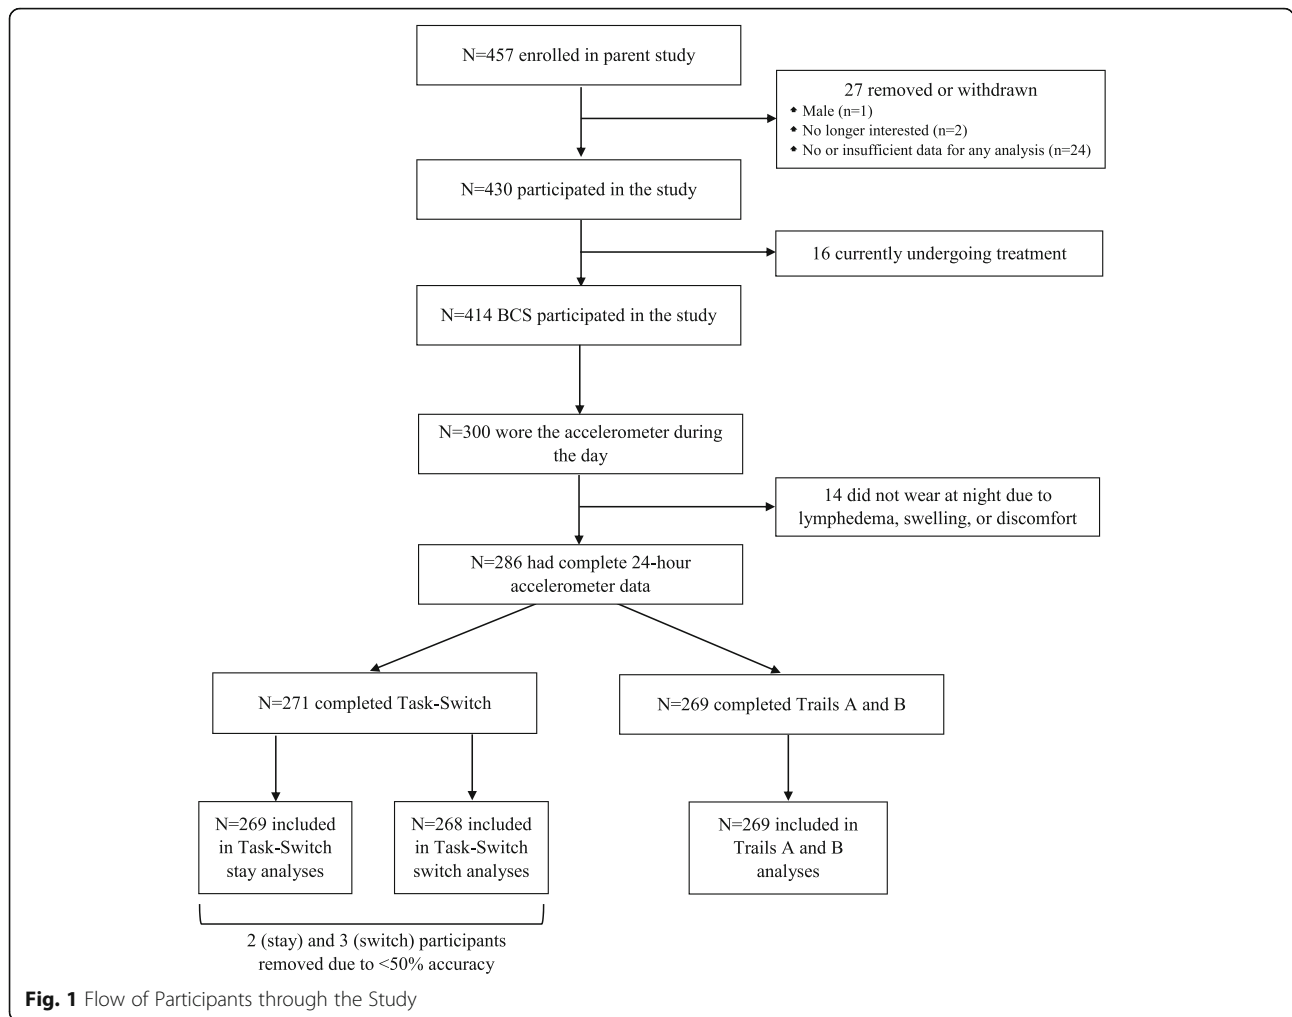 N=457 enrolled in parent study
27 removed or withdrawn
Male (n=1)
No longer interested (n=2)
No or insufficient data for any analysis (n=24)
N=430 participated in the study
16 currently undergoing treatment
N=414 BCS participated in the study
N=300 wore the accelerometer during
the day
14 did not wear at night due to
lymphedema, swelling, or discomfort
N=286 had complete 24-hour
accelerometer data
N=271 completed Task-Switch
N=269 completed Trails A and B
N=269 included
in Task-Switch
stay analyses
N=268 included
in Task-Switch
switch analyses
N=269 included in
Trails A and B
analyses
2 (stay) and 3 (switch) participants
removed due to <50% accuracy
Fig. 1 Flow of Participants through the Study